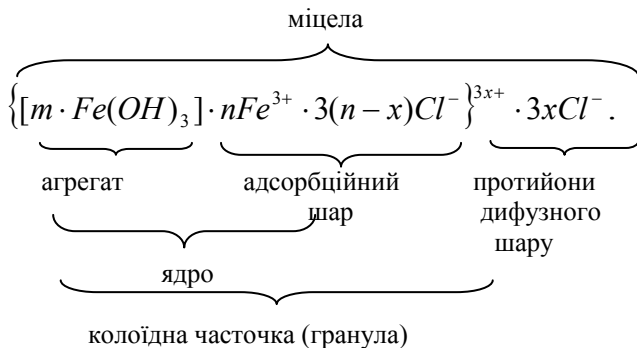 міцела
{[m · Fe(OH)₃] · nFe³⁺ · 3(n − x)Cl⁻}³ˣ⁺ · 3xCl⁻.
агрегат адсорбційний протийони
шар дифузного
шару
ядро
колоїдна часточка (гранула)